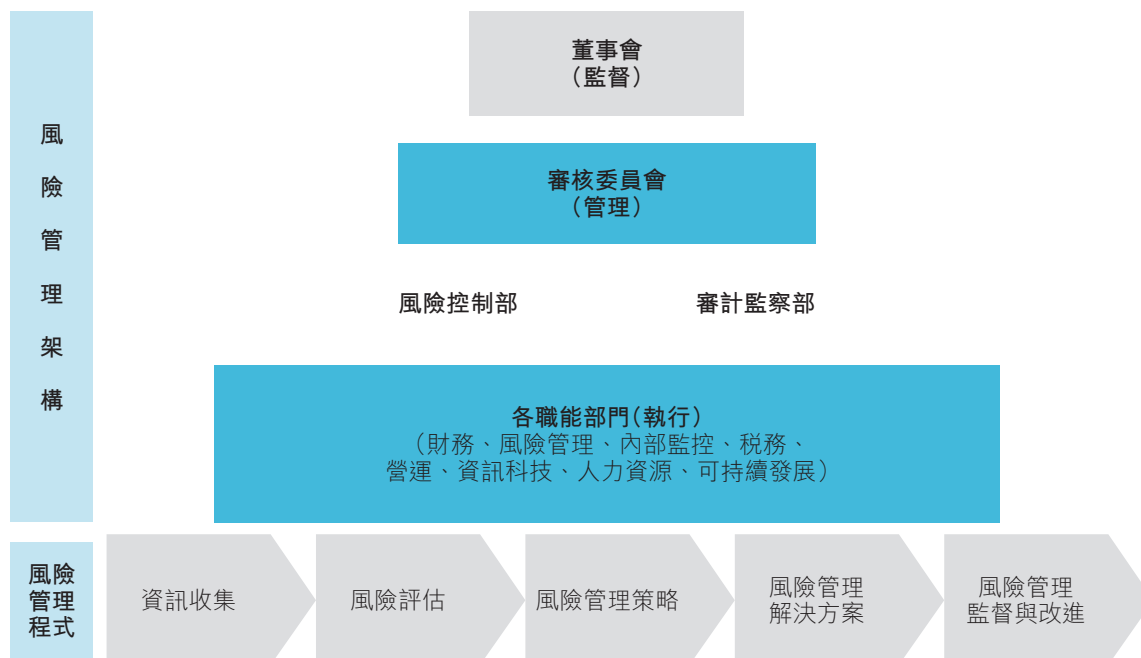 風險管理架構
董事會
（監督）
審核委員會
（管理）
風險控制部
審計監察部
各職能部門（執行）
（財務、風險管理、內部監控、税務、
營運、資訊科技、人力資源、可持續發展）
風險
管理
程式
資訊收集
風險評估
風險管理策略
風險管理
解決方案
風險管理
監督與改進